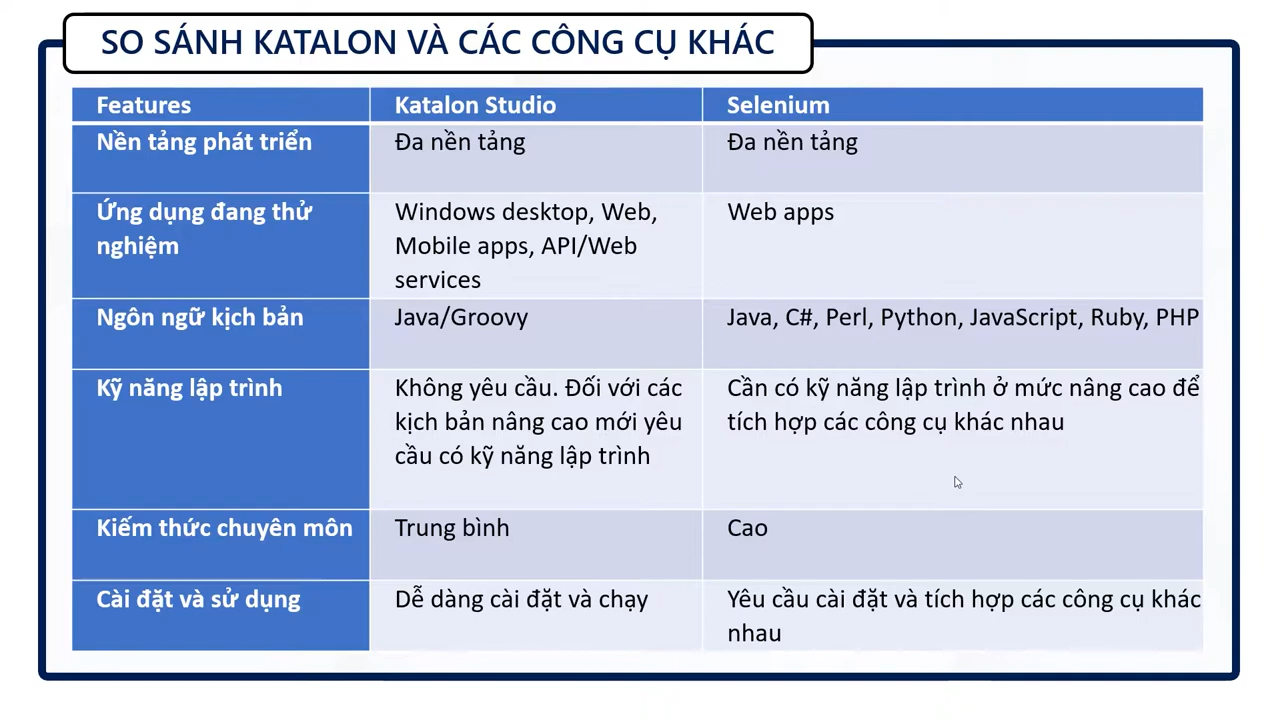 SO SÁNH KATALON VÀ CÁC CÔNG CỤ KHÁC
Features
Katalon Studio
Selenium
Nền tảng phát triển
Đa nền tảng
Đa nền tảng
Ứng dụng đang thử
nghiệm
Windows desktop, Web,
Mobile apps, API/Web
services
Web apps
Ngôn ngữ kịch bản
Java/Groovy
Java, C#, Perl, Python, JavaScript, Ruby, PHP
Kỹ năng lập trình
Không yêu cầu. Đối với các
kịch bản nâng cao mới yêu
cầu có kỹ năng lập trình
Cần có kỹ năng lập trình ở mức nâng cao để
tích hợp các công cụ khác nhau
Kiếm thức chuyên môn
Trung bình
Cao
Cài đặt và sử dụng
Dễ dàng cài đặt và chạy
Yêu cầu cài đặt và tích hợp các công cụ khác
nhau